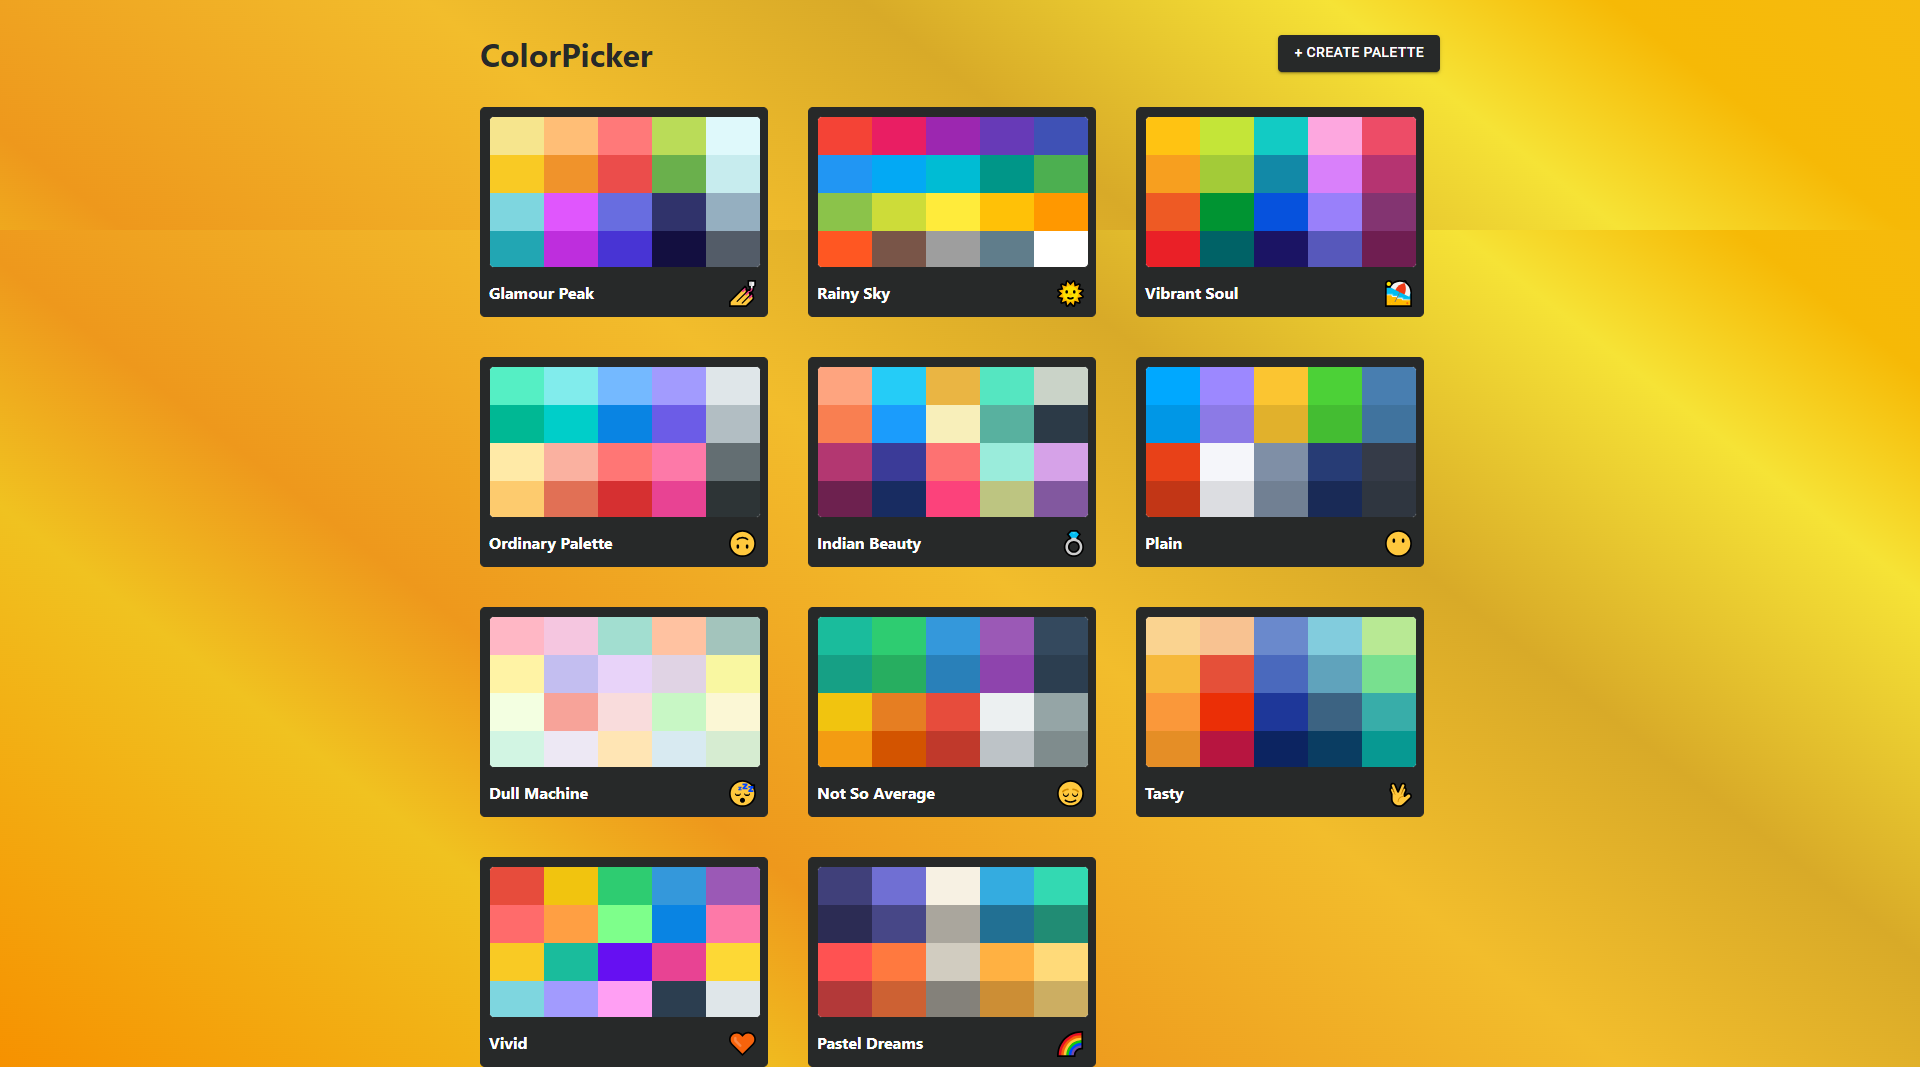 ColorPicker
+ CREATE PALETTE
Glamour Peak
Rainy Sky
Vibrant Soul
Ordinary Palette
Indian Beauty
Plain
Dull Machine
Not So Average
Tasty
Vivid
Pastel Dreams